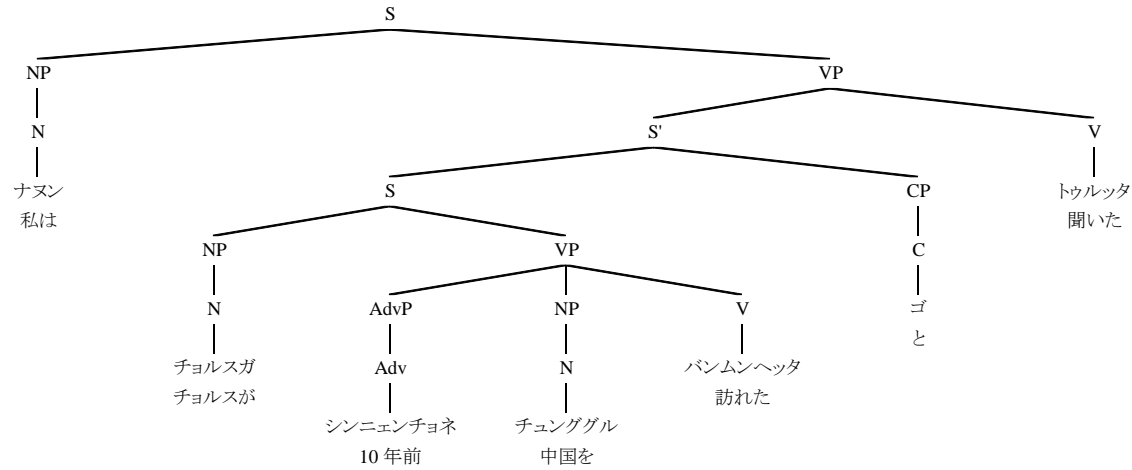 S
NP VP
N S' V
ナヌン S CP トゥルッタ
私は 聞いた
NP VP C
N AdvP NP V ゴ
と
チョルスガ Adv N バンムンヘッタ
チョルスが 訪れた
シンニェンチョネ チュンググル
10 年前 中国を